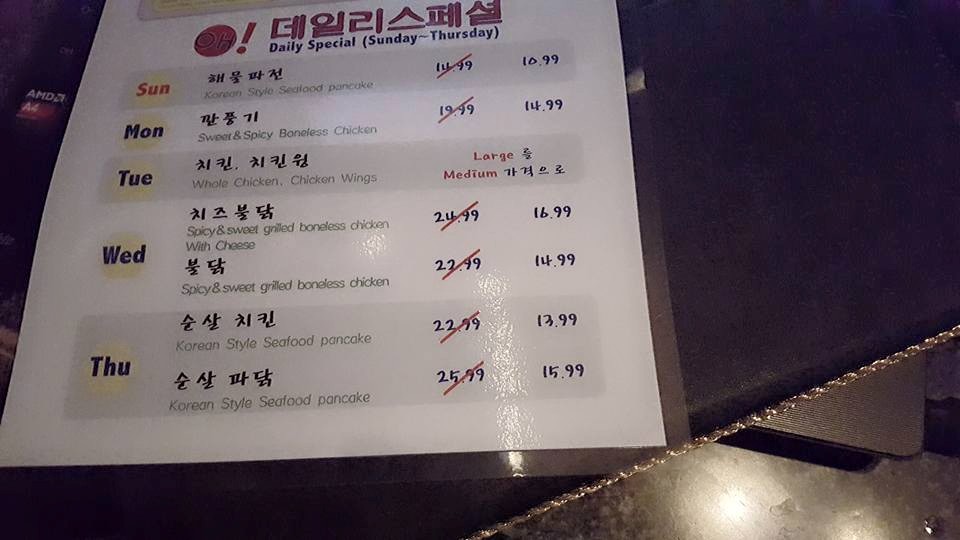 OH! 데일리스페셜
Daily Special (Sunday~Thursday)
Sun 해물파전 14.99 10.99
Korean Style Seafood pancake
Mon 깐풍기 19.99 14.99
Sweet&Spicy Boneless Chicken
Tue 치킨, 치킨윙 Large 를
Whole Chicken, Chicken Wings Medium 가격으로
Wed 치즈불닭 24.99 16.99
Spicy&sweet grilled boneless chicken
With Cheese
불닭 22.99 14.99
Spicy&sweet grilled boneless chicken
Thu 순살 치킨 22.99 13.99
Korean Style Seafood pancake
순살 파닭 25.99 15.99
Korean Style Seafood pancake
AMD
A4